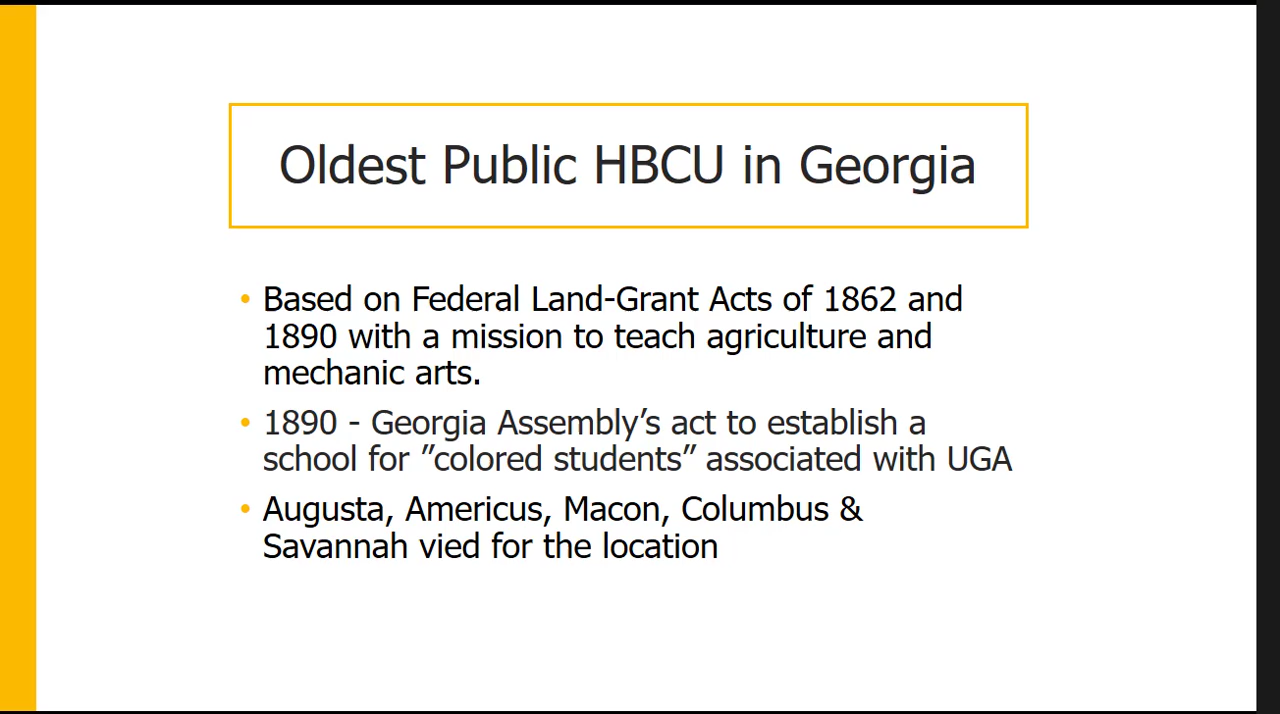 Oldest Public HBCU in Georgia
• Based on Federal Land-Grant Acts of 1862 and
1890 with a mission to teach agriculture and
mechanic arts.
• 1890 - Georgia Assembly’s act to establish a
school for ”colored students” associated with UGA
• Augusta, Americus, Macon, Columbus &
Savannah vied for the location